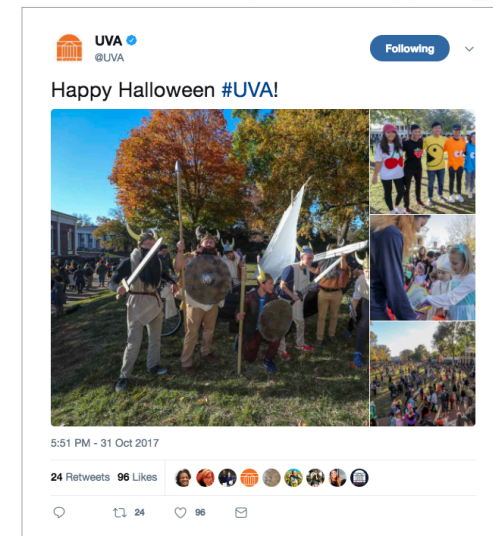 UVA
@UVA
Following
Happy Halloween #UVA!
5:51 PM - 31 Oct 2017
24 Retweets 96 Likes
24 96